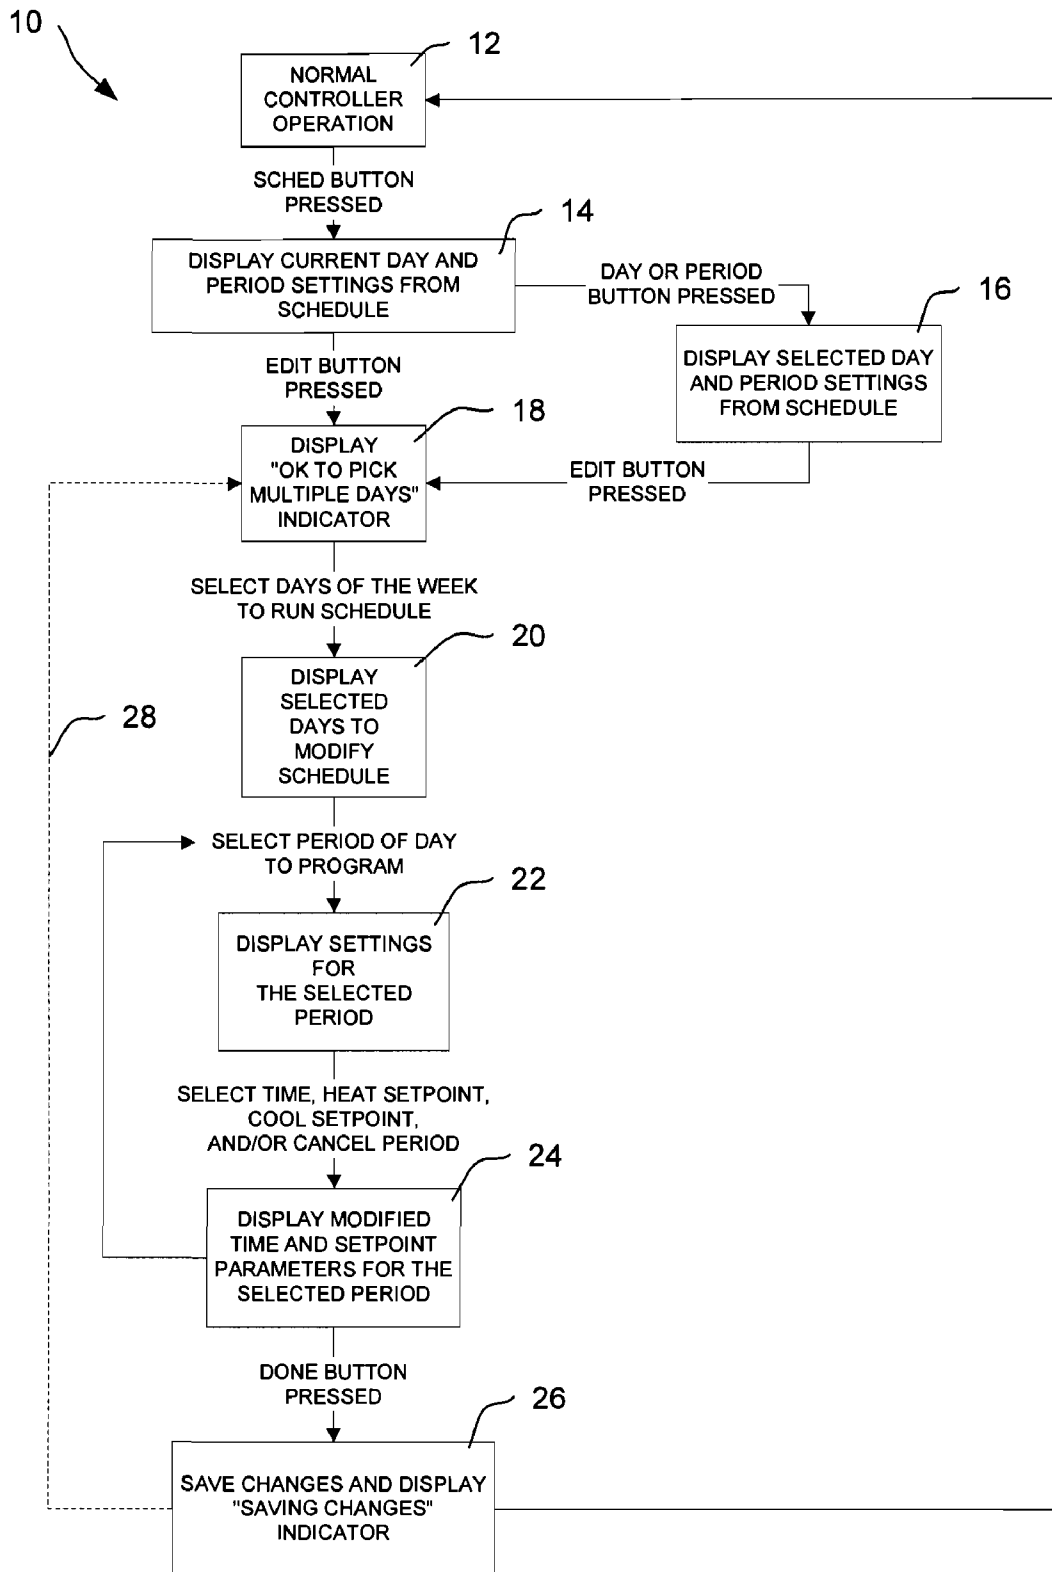 10
12
NORMAL
CONTROLLER
OPERATION
SCHED BUTTON
PRESSED
14
DISPLAY CURRENT DAY AND
PERIOD SETTINGS FROM
SCHEDULE
DAY OR PERIOD
BUTTON PRESSED
16
DISPLAY SELECTED DAY
AND PERIOD SETTINGS
FROM SCHEDULE
EDIT BUTTON
PRESSED
18
DISPLAY
"OK TO PICK
MULTIPLE DAYS"
INDICATOR
EDIT BUTTON
PRESSED
SELECT DAYS OF THE WEEK
TO RUN SCHEDULE
20
DISPLAY
SELECTED
DAYS TO
MODIFY
SCHEDULE
28
SELECT PERIOD OF DAY
TO PROGRAM
22
DISPLAY SETTINGS
FOR
THE SELECTED
PERIOD
SELECT TIME, HEAT SETPOINT,
COOL SETPOINT,
AND/OR CANCEL PERIOD
24
DISPLAY MODIFIED
TIME AND SETPOINT
PARAMETERS FOR THE
SELECTED PERIOD
DONE BUTTON
PRESSED
26
SAVE CHANGES AND DISPLAY
"SAVING CHANGES"
INDICATOR